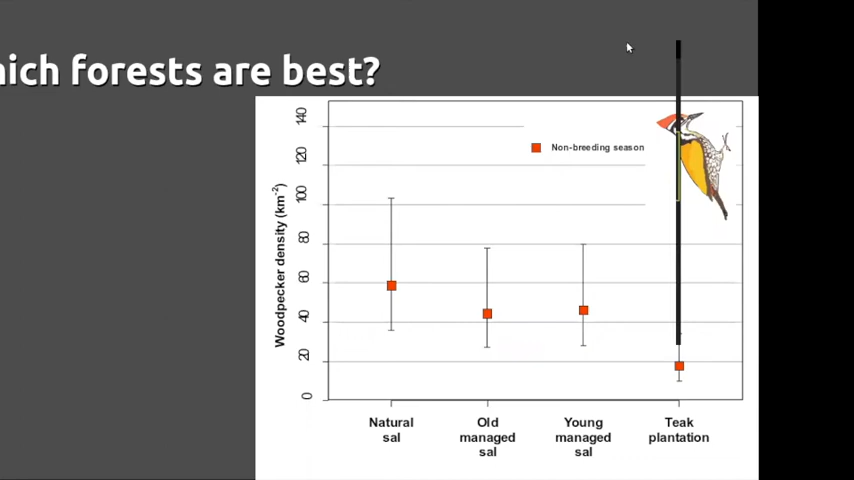 hich forests are best?
140
120
100
80
60
40
20
0
Woodpecker density (km-2)
Non-breeding season
Natural
sal
Old
managed
sal
Young
managed
sal
Teak
plantation